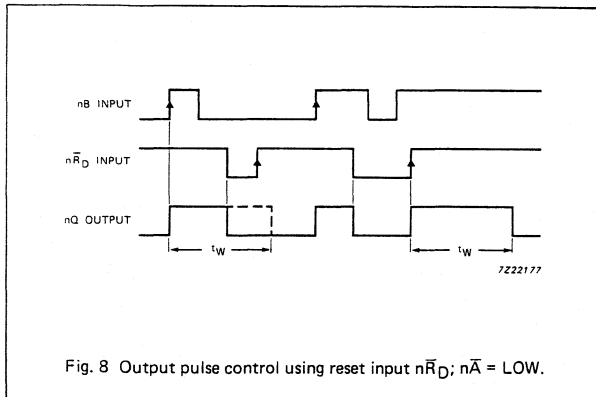 nB INPUT
nR̅D INPUT
nQ OUTPUT
tW
tW
7Z22177
Fig. 8 Output pulse control using reset input nR̅D; nA̅ = LOW.